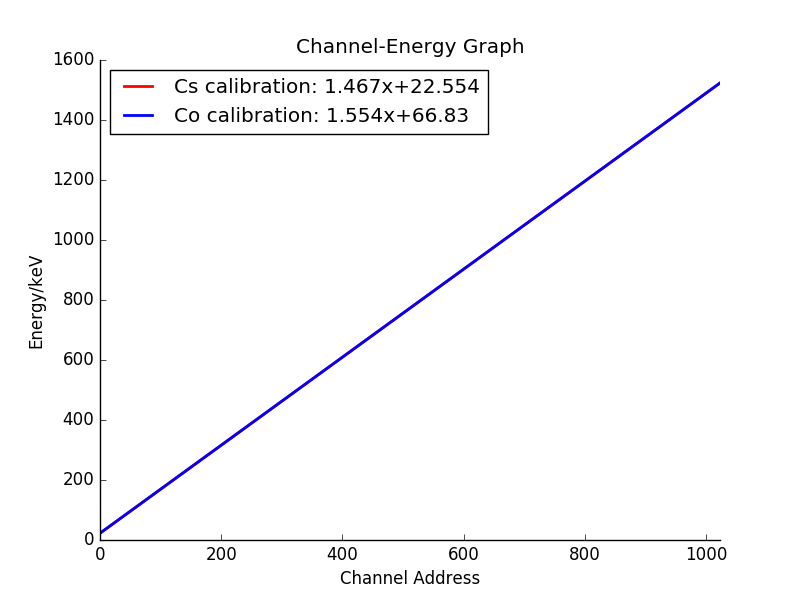 Channel-Energy Graph
Cs calibration: 1.467x+22.554
Co calibration: 1.554x+66.83
1600
1400
1200
1000
800
600
400
200
0
Energy/keV
0 200 400 600 800 1000
Channel Address